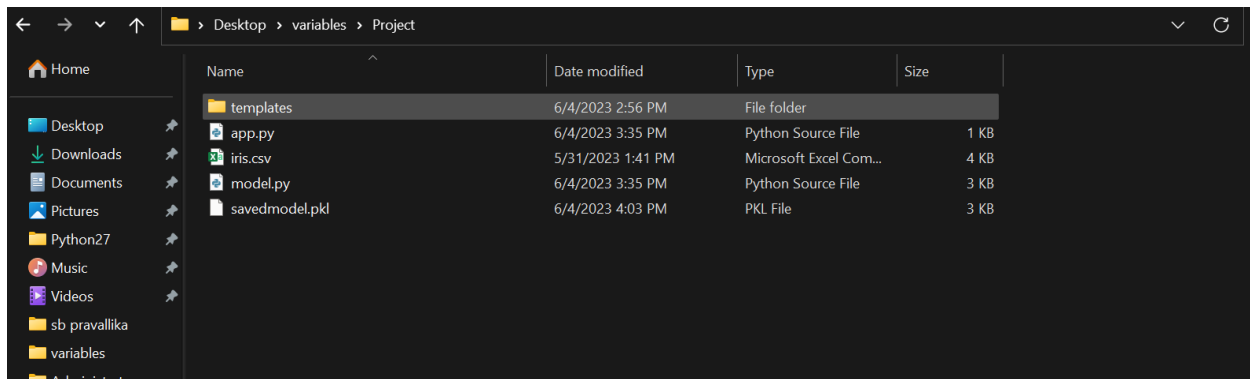 Desktop > variables > Project
Home
Name Date modified Type Size
templates 6/4/2023 2:56 PM File folder
Desktop
app.py 6/4/2023 3:35 PM Python Source File 1 KB
Downloads
iris.csv 5/31/2023 1:41 PM Microsoft Excel Com... 4 KB
Documents
model.py 6/4/2023 3:35 PM Python Source File 3 KB
Pictures
savedmodel.pkl 6/4/2023 4:03 PM PKL File 3 KB
Python27
Music
Videos
sb pravallika
variables